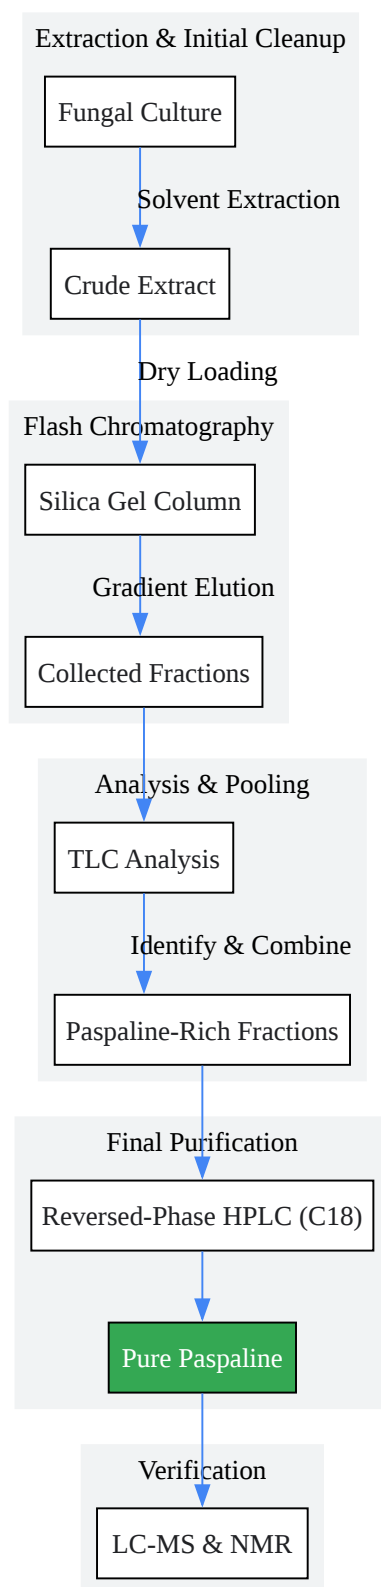 Extraction & Initial Cleanup
Fungal Culture
Solvent Extraction
Crude Extract
Dry Loading
Flash Chromatography
Silica Gel Column
Gradient Elution
Collected Fractions
Analysis & Pooling
TLC Analysis
Identify & Combine
Paspaline-Rich Fractions
Final Purification
Reversed-Phase HPLC (C18)
Pure Paspaline
Verification
LC-MS & NMR